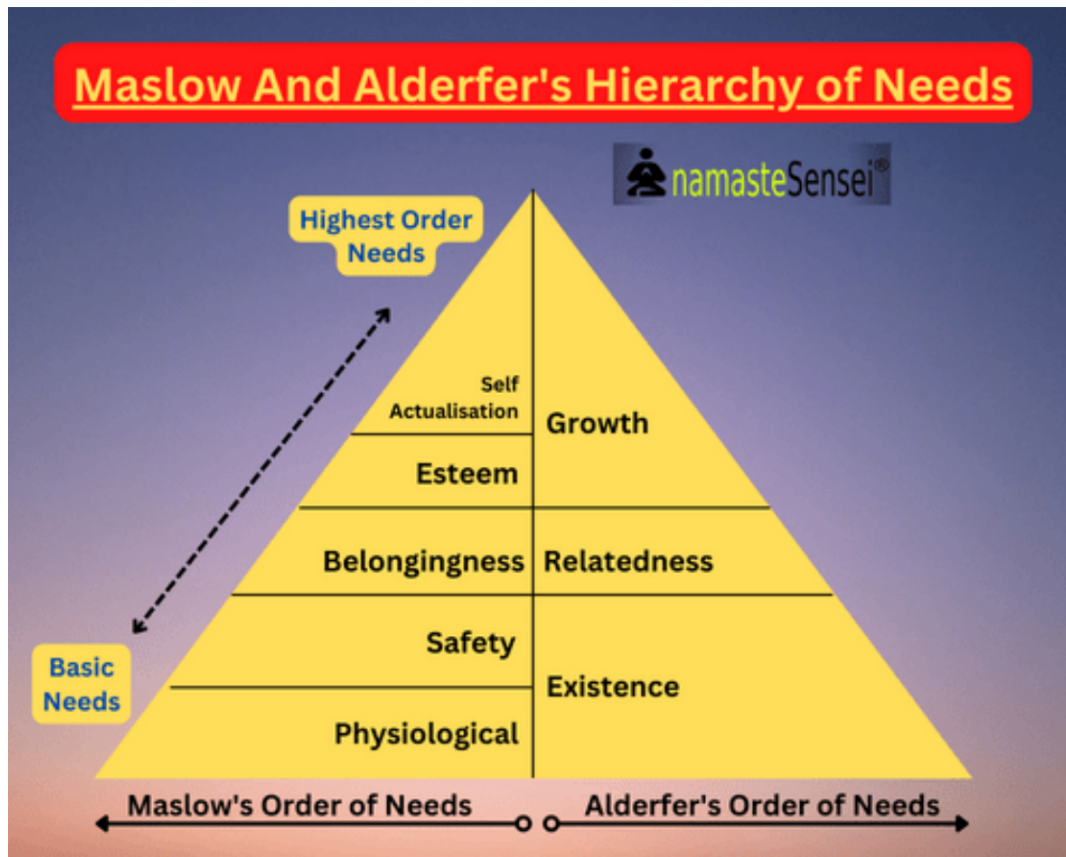 Maslow And Alderfer's Hierarchy of Needs
namasteSensei®
Highest Order
Needs
Self
Actualisation
Growth
Esteem
Belongingness
Relatedness
Safety
Basic
Needs
Existence
Physiological
Maslow's Order of Needs
Alderfer's Order of Needs